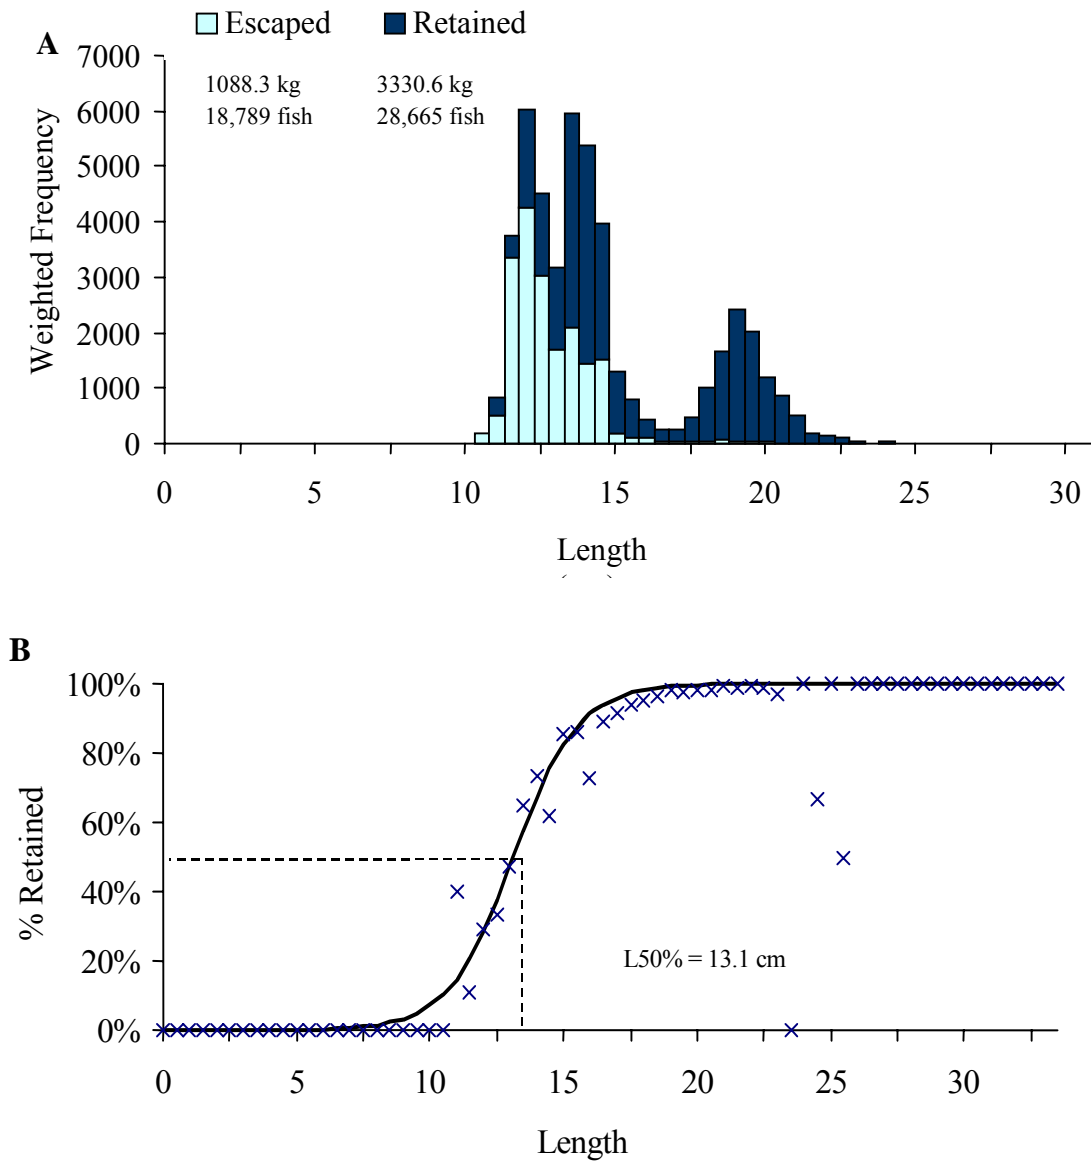 A
Escaped Retained
1088.3 kg 3330.6 kg
18,789 fish 28,665 fish
Weighted Frequency
7000
6000
5000
4000
3000
2000
1000
0
0 5 10 15 20 25 30
Length
B
% Retained
100%
80%
60%
40%
20%
0%
L50% = 13.1 cm
0 5 10 15 20 25 30
Length